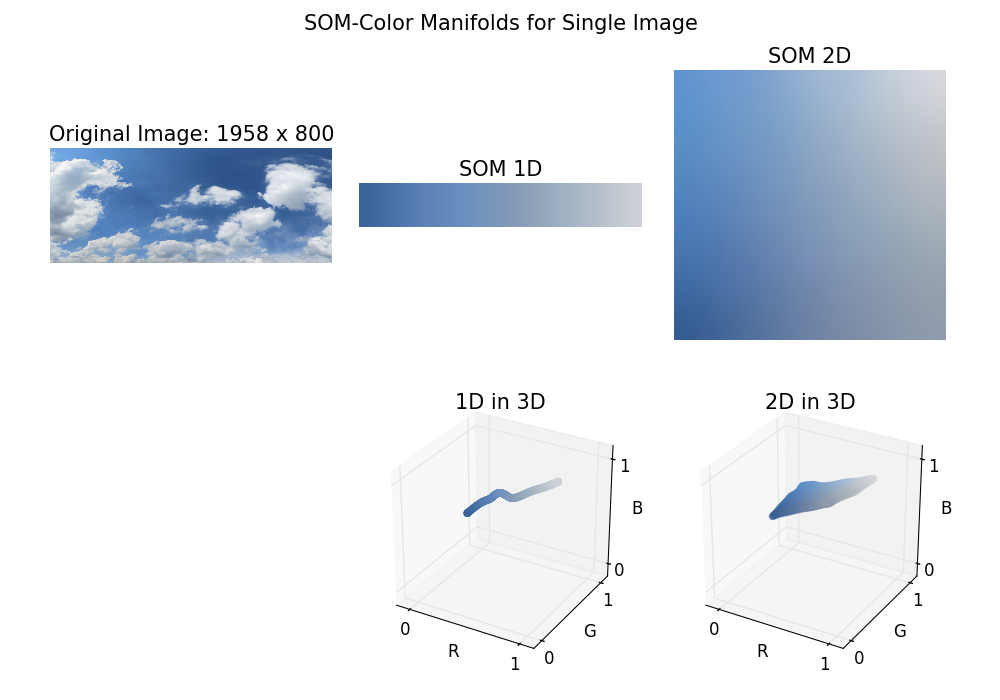 SOM-Color Manifolds for Single Image
SOM 2D
Original Image: 1958 x 800
SOM 1D
1D in 3D
2D in 3D
1
B
0
1
G
0
0
R
1
1
B
0
1
G
0
0
R
1